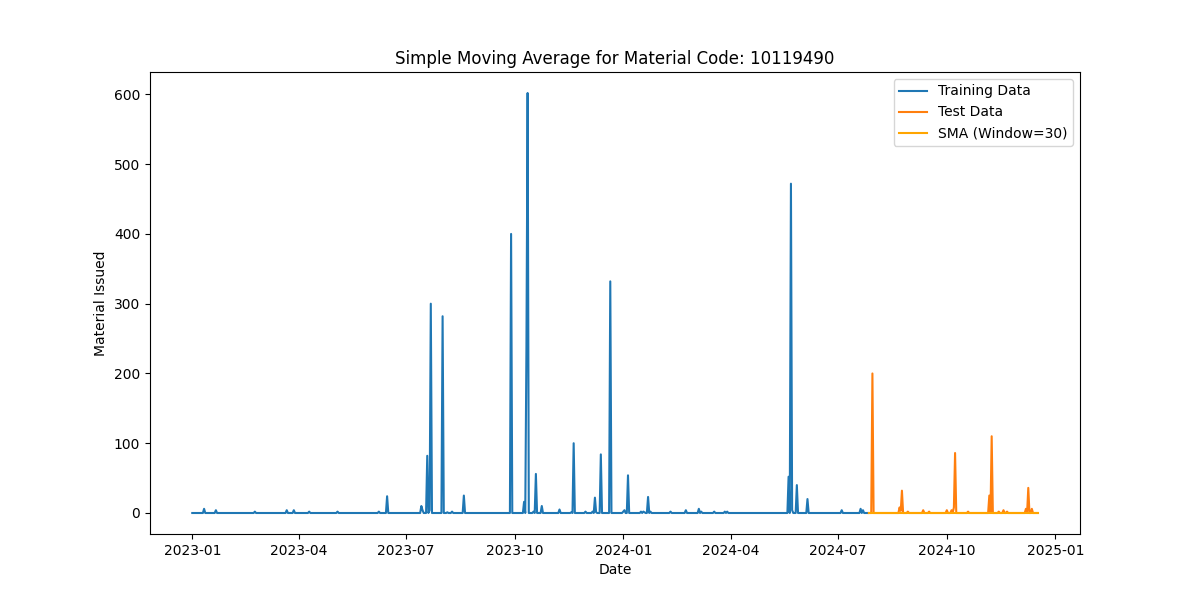 Simple Moving Average for Material Code: 10119490
Training Data
Test Data
SMA (Window=30)
Material Issued
600
500
400
300
200
100
0
2023-01
2023-04
2023-07
2023-10
2024-01
2024-04
2024-07
2024-10
2025-01
Date